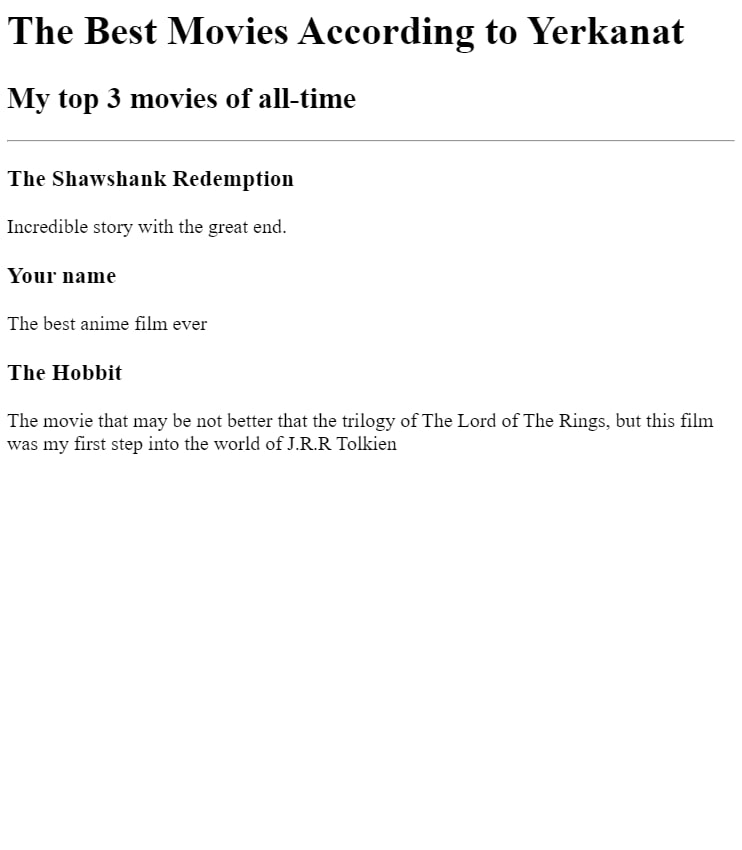 The Best Movies According to Yerkanat
My top 3 movies of all-time
The Shawshank Redemption
Incredible story with the great end.
Your name
The best anime film ever
The Hobbit
The movie that may be not better that the trilogy of The Lord of The Rings, but this film
was my first step into the world of J.R.R Tolkien